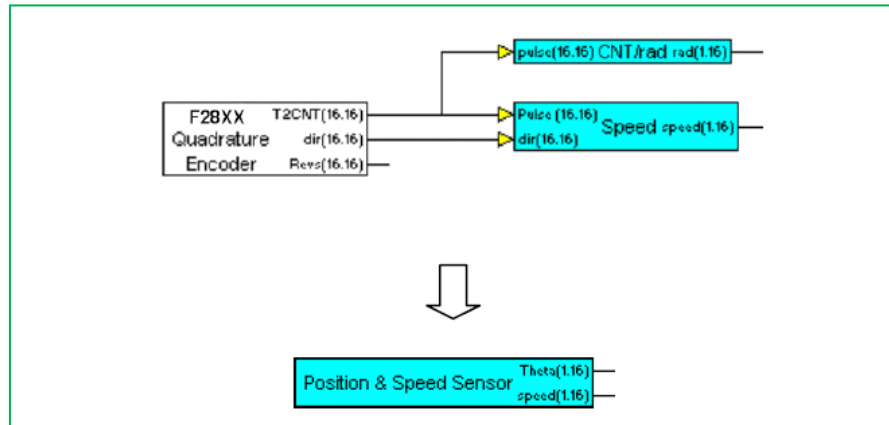 pulse(16.16) CNT/rad rad(1.16)
F28XX
Quadrature
Encoder
T2CNT(16.16)
dir(16.16)
Revs(16.16)
Pulse(16.16)
dir(16.16)
Speed speed(1.16)
Position & Speed Sensor
Theta(1.16)
speed(1.16)